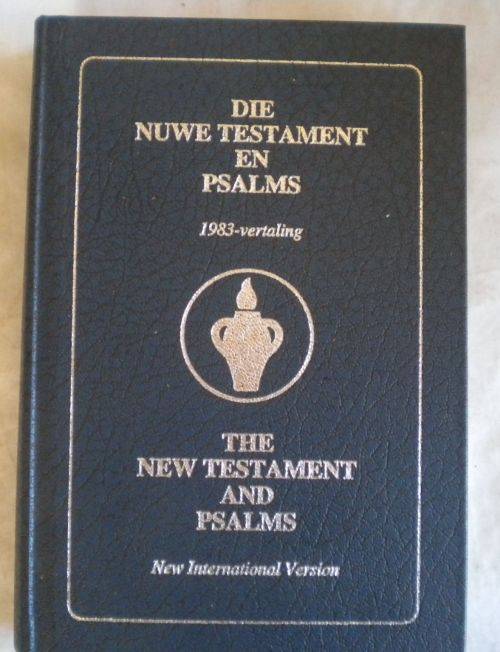 DIE
NUWE TESTAMENT
EN
PSALMS
1983-vertaling
THE
NEW TESTAMENT
AND
PSALMS
New International Version